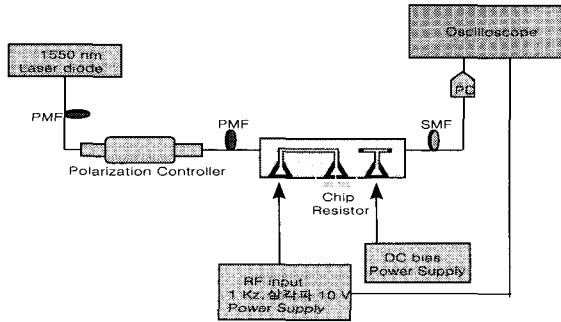 Oscilloscope
1550 nm
Laser diode
PC
PMF
PMF
SMF
Polarization Controller
Chip
Resistor
DC bias
Power Supply
RF input
1 Kz, 삼각파 10 V
Power Supply